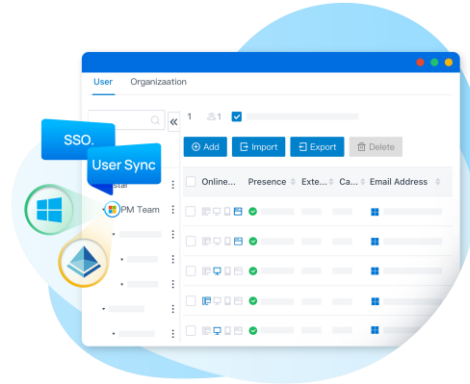 User Organizaation
1 1
SSO.
User Sync
Add Import Export Delete
Online... Presence Exte... Ca... Email Address
PM Team